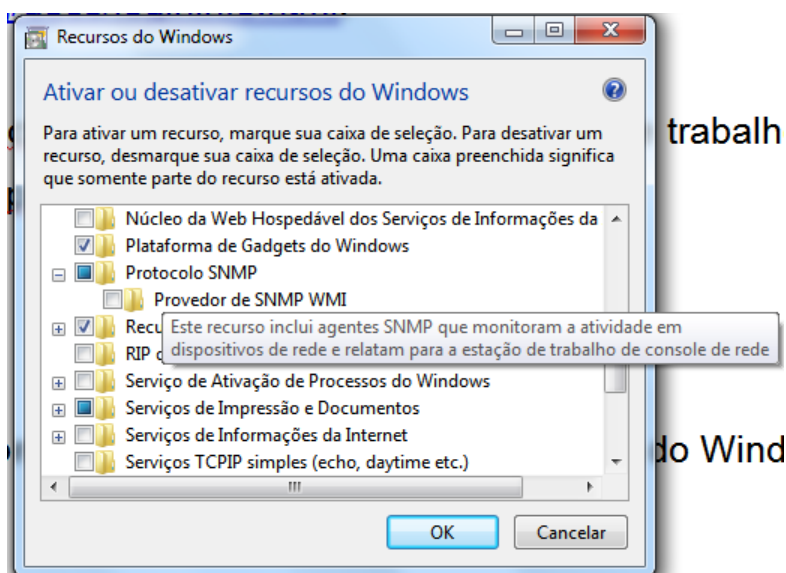 Recursos do Windows
Ativar ou desativar recursos do Windows
Para ativar um recurso, marque sua caixa de seleção. Para desativar um
recurso, desmarque sua caixa de seleção. Uma caixa preenchida significa
que somente parte do recurso está ativada.
trabalh
Núcleo da Web Hospedável dos Serviços de Informações da
Plataforma de Gadgets do Windows
Protocolo SNMP
Provedor de SNMP WMI
Recu
Este recurso inclui agentes SNMP que monitoram a atividade em
dispositivos de rede e relatam para a estação de trabalho de console de rede
RIP
Serviço de Ativação de Processos do Windows
Serviços de Impressão e Documentos
Serviços de Informações da Internet
Serviços TCPIP simples (echo, daytime etc.)
do Wind
OK
Cancelar